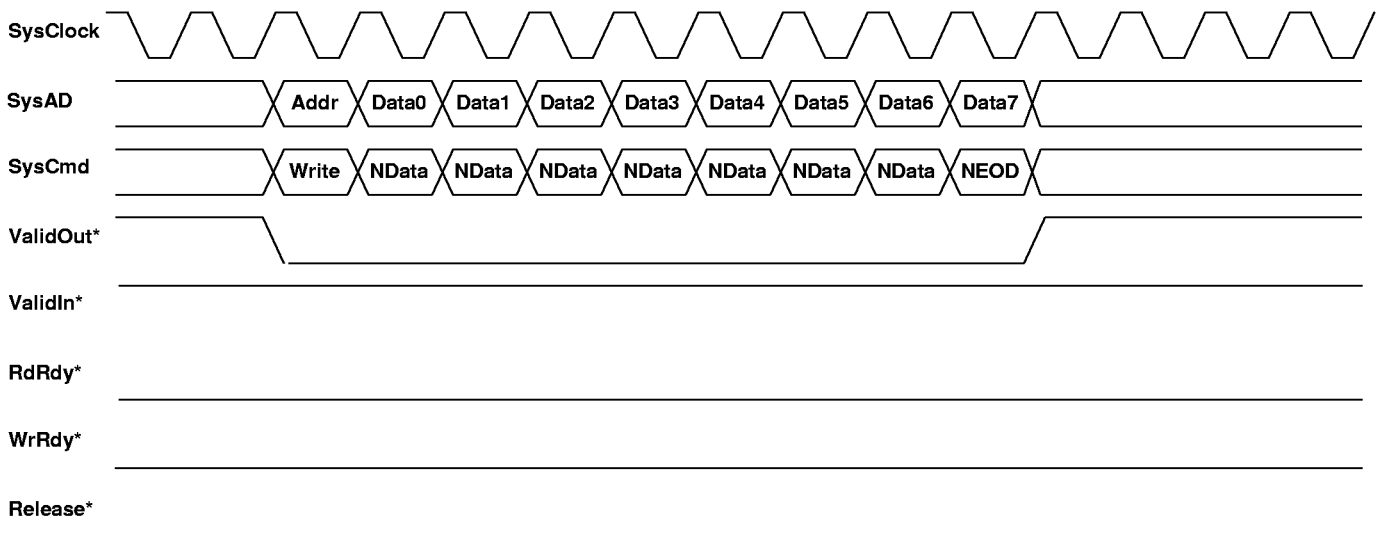 SysClock
SysAD Addr Data0 Data1 Data2 Data3 Data4 Data5 Data6 Data7
SysCmd Write NData NData NData NData NData NData NData NEOD
ValidOut*
ValidIn*
RdRdy*
WrRdy*
Release*